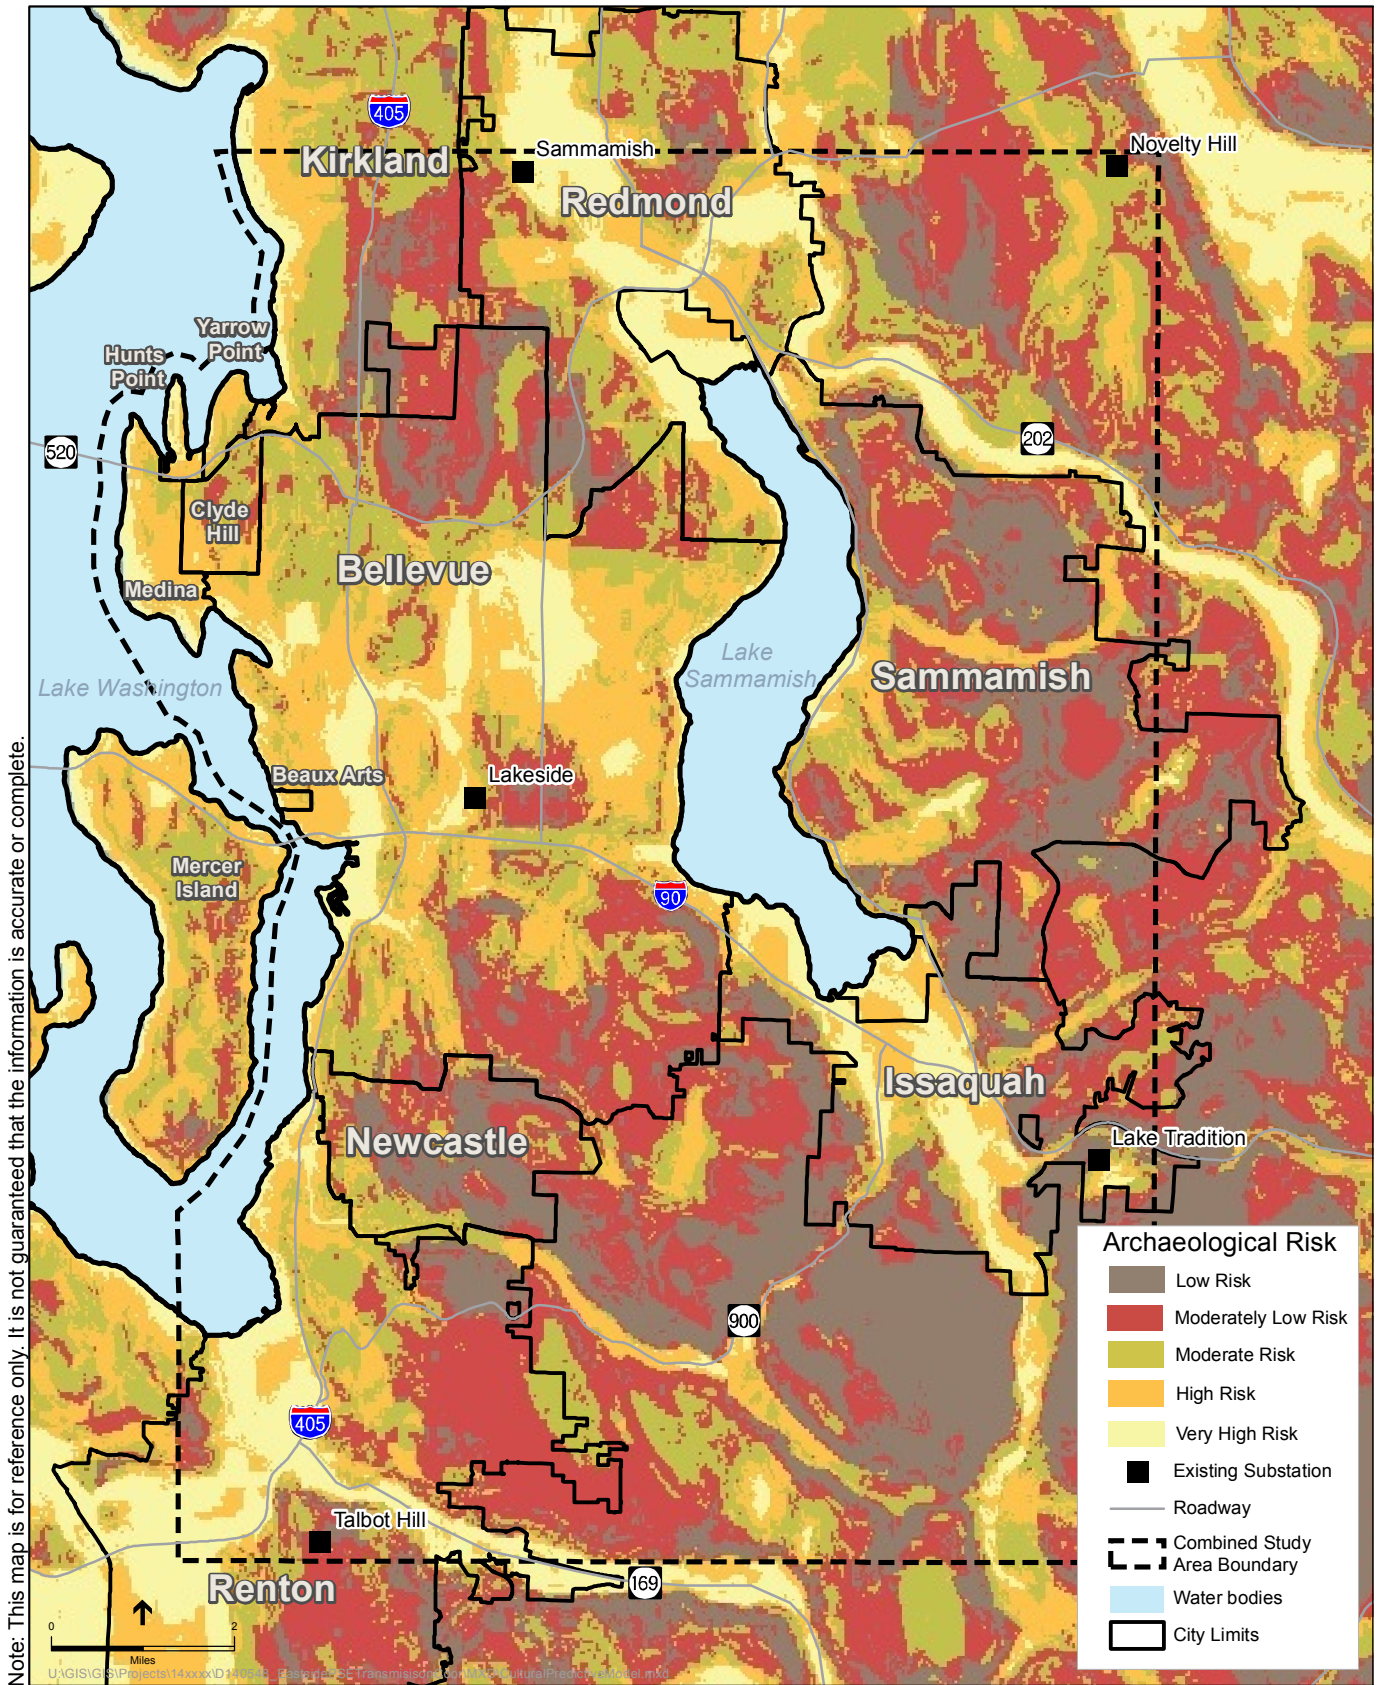 405
Kirkland
Sammamish
Novelty Hill
Redmond
Yarrow
Point
Hunts
Point
520
202
Clyde
Hill
Bellevue
Medina
Lake
Sammamish
Sammamish
Lake Washington
Beaux Arts
Lakeside
Mercer
Island
90
Issaquah
Newcastle
Lake Tradition
900
405
Talbot Hill
Renton
169
Archaeological Risk
Low Risk
Moderately Low Risk
Moderate Risk
High Risk
Very High Risk
Existing Substation
Roadway
Combined Study
Area Boundary
Water bodies
City Limits
0 2
Miles
Note: This map is for reference only. It is not guaranteed that the information is accurate or complete.